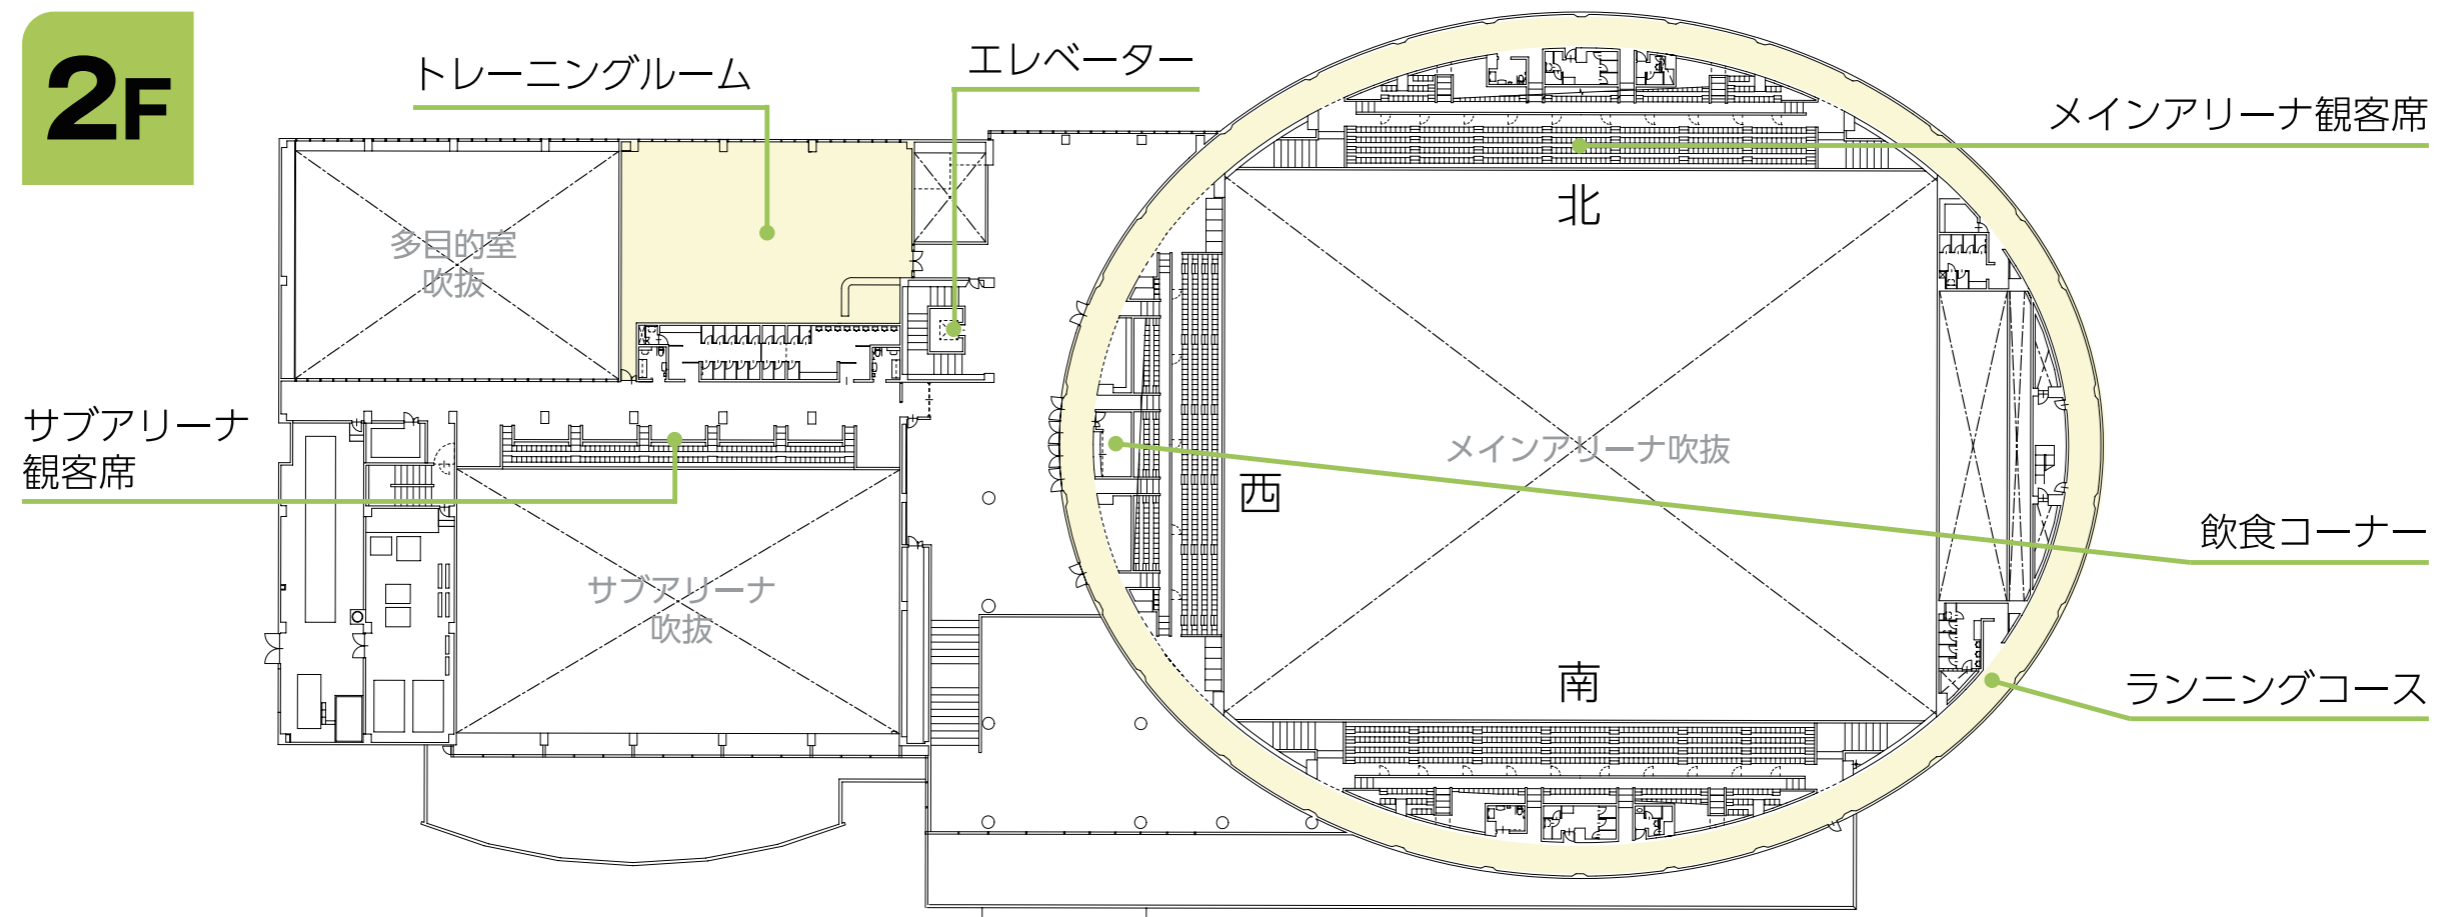 2F
トレーニングルーム
エレベーター
メインアリーナ観客席
北
多目的室
吹抜
サブアリーナ
観客席
メインアリーナ吹抜
西
飲食コーナー
サブアリーナ
吹抜
南
ランニングコース